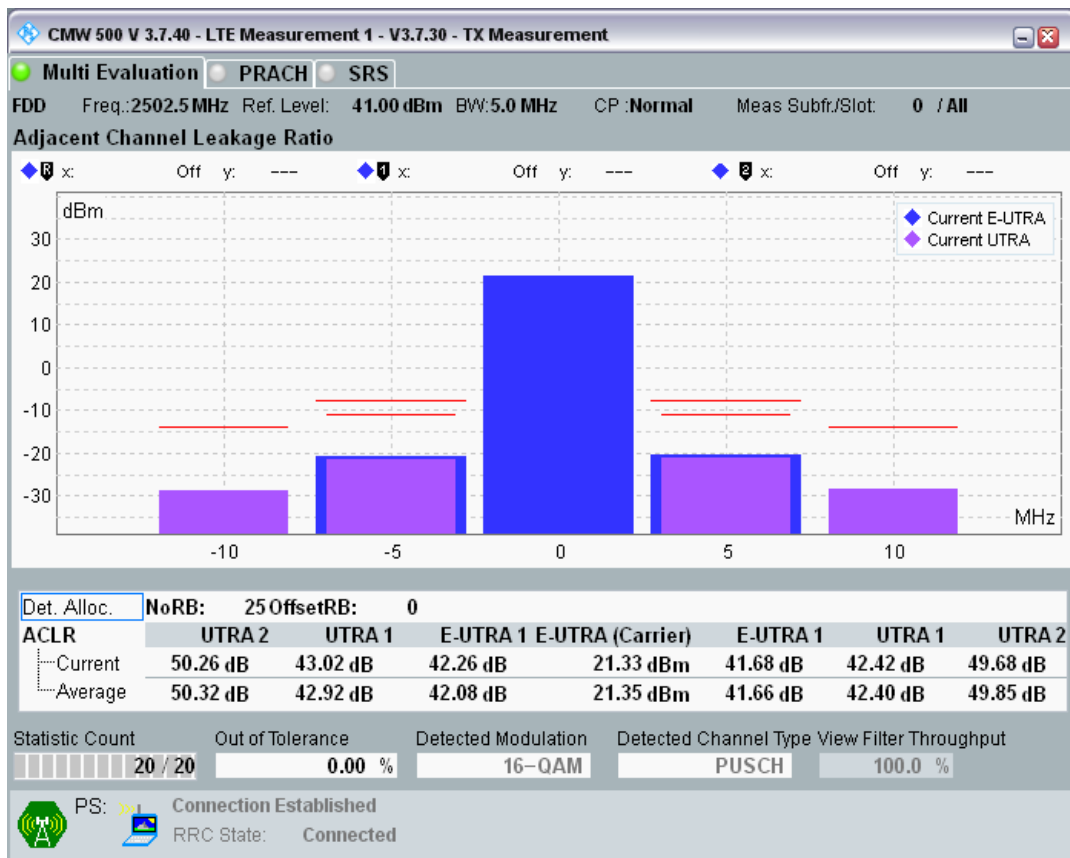 CMW 500 V 3.7.40 - LTE Measurement 1 - V3.7.30 - TX Measurement
Multi Evaluation PRACH SRS
FDD Freq.:2502.5 MHz Ref. Level: 41.00 dBm BW:5.0 MHz CP :Normal Meas Subfr./Slot: 0 / All
Adjacent Channel Leakage Ratio
R x: Off y: --- 1 x: Off y: --- 2 x: Off y: ---
dBm
Current E-UTRA
Current UTRA
30
20
10
0
-10
-20
-30
MHz
-10 -5 0 5 10
Det. Alloc. NoRB: 25 OffsetRB: 0
ACLR UTRA 2 UTRA 1 E-UTRA 1 E-UTRA (Carrier) E-UTRA 1 UTRA 1 UTRA 2
Current 50.26 dB 43.02 dB 42.26 dB 21.33 dBm 41.68 dB 42.42 dB 49.68 dB
Average 50.32 dB 42.92 dB 42.08 dB 21.35 dBm 41.66 dB 42.40 dB 49.85 dB
Statistic Count Out of Tolerance Detected Modulation Detected Channel Type View Filter Throughput
20 / 20 0.00 % 16-QAM PUSCH 100.0 %
PS: Connection Established
RRC State: Connected